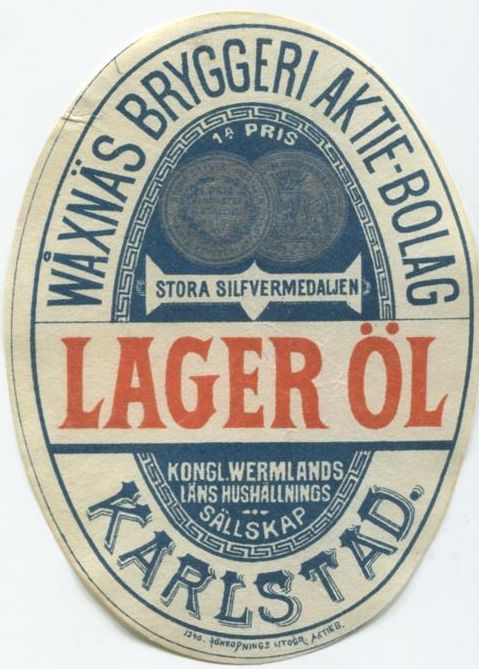 WÅXNÄS BRYGGERI AKTIE-BOLAG
1A PRIS
STORA SILFVERMEDALJEN
LAGER ÖL
KONGL. WERMLANDS
LÄNS HUSHÅLLNINGS
SÄLLSKAP
KARLSTAD.
JÖNKÖPINGS LITOGR. AKTIEB.